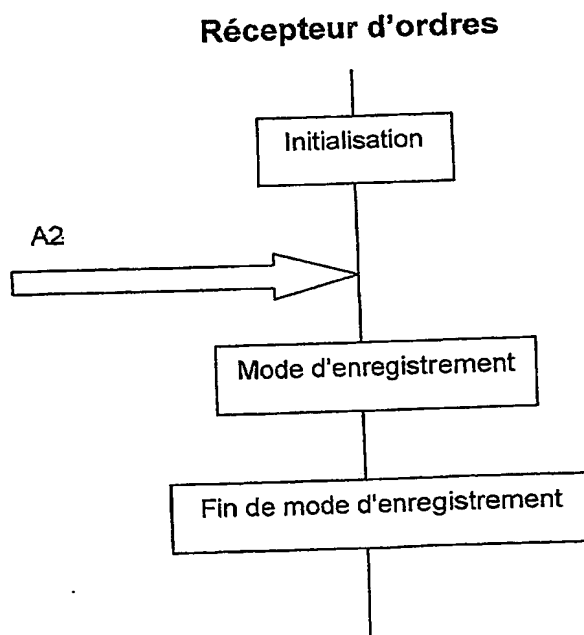 Récepteur d'ordres
Initialisation
A2
Mode d'enregistrement
Fin de mode d'enregistrement